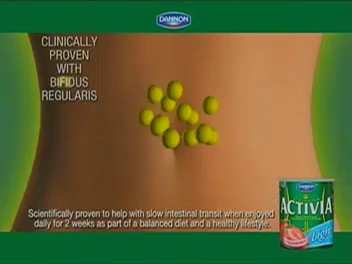 DANNON
CLINICALLY
PROVEN
WITH
BIFIDUS
REGULARIS
DANNON
ACTIVIA
Light
Scientifically proven to help with slow intestinal transit when enjoyed
daily for 2 weeks as part of a balanced diet and a healthy lifestyle.